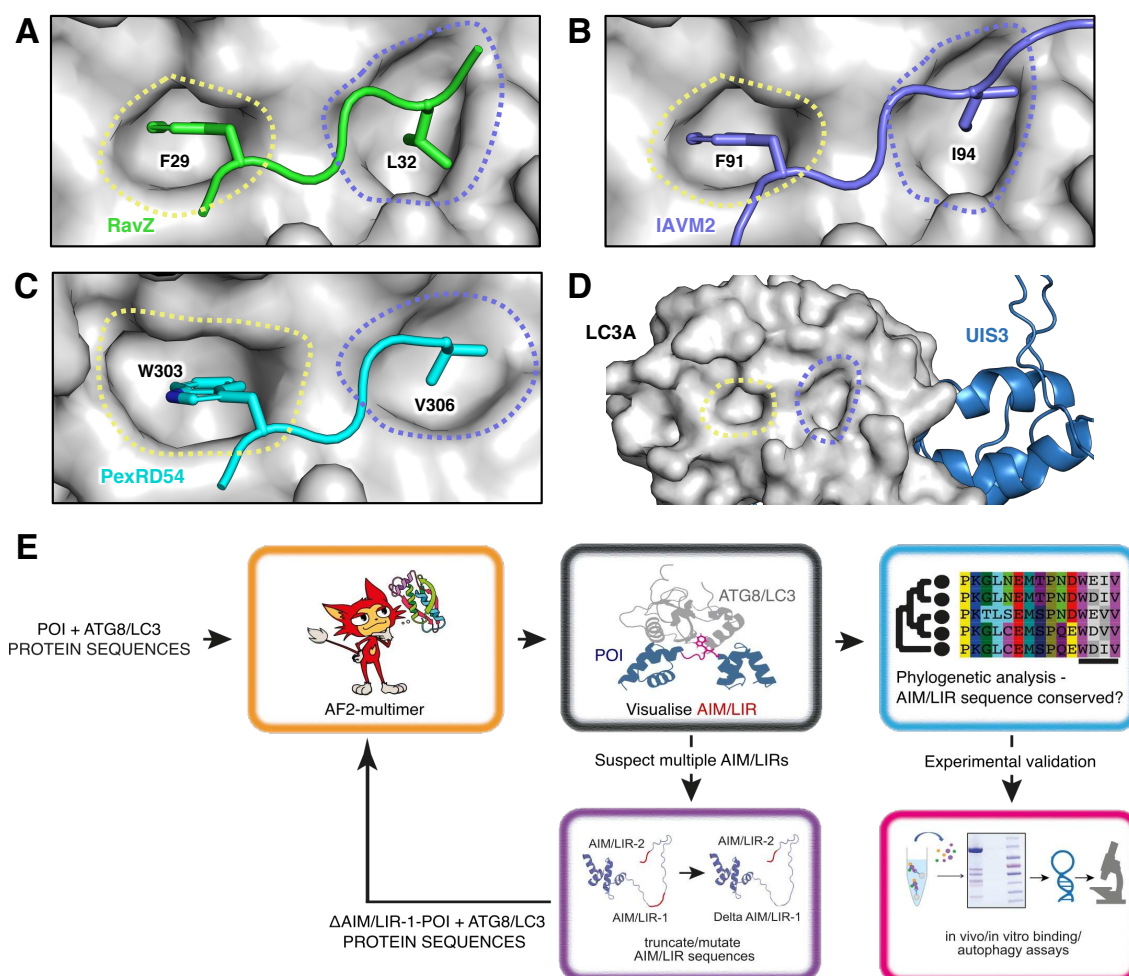 A
F29
L32
RavZ
B
F91
I94
IAVM2
C
W303
V306
PexRD54
D
LC3A
UIS3
E
POI + ATG8/LC3
PROTEIN SEQUENCES
AF2-multimer
ATG8/LC3
POI
Visualise AIM/LIR
PKGLNEMTPNDWEIV
PKGLNEMTPNDWEIV
PKTLSEMSPNDWEIV
PKGLCEMSPQEWDVV
PKGLCEMSPQEWDIV
Phylogenetic analysis -
AIM/LIR sequence conserved?
Suspect multiple AIM/LIRs
Experimental validation
AIM/LIR-2
AIM/LIR-1
AIM/LIR-2
Delta AIM/LIR-1
truncate/mutate
AIM/LIR sequences
ΔAIM/LIR-1-POI + ATG8/LC3
PROTEIN SEQUENCES
in vivo/in vitro binding/
autophagy assays